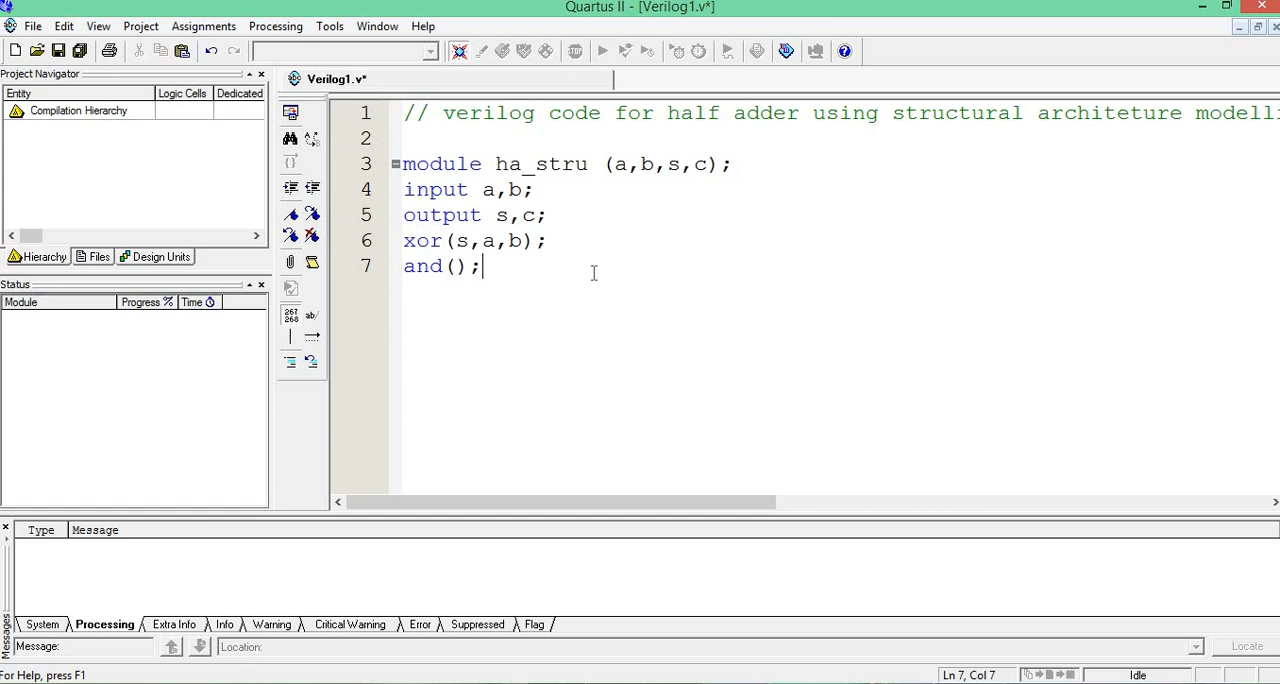 Quartus II - [Verilog1.v*]
File Edit View Project Assignments Processing Tools Window Help
Project Navigator
Entity Logic Cells Dedicated
Compilation Hierarchy
Hierarchy Files Design Units
Status
Module Progress % Time
Verilog1.v*
267
268 ab/
1 // verilog code for half adder using structural architeture modelli
2
3 module ha_stru (a,b,s,c);
4 input a,b;
5 output s,c;
6 xor(s,a,b);
7 and();
Type Message
System Processing Extra Info Info Warning Critical Warning Error Suppressed Flag
Messages
Message: Location: Locate
For Help, press F1 Ln 7, Col 7 Idle